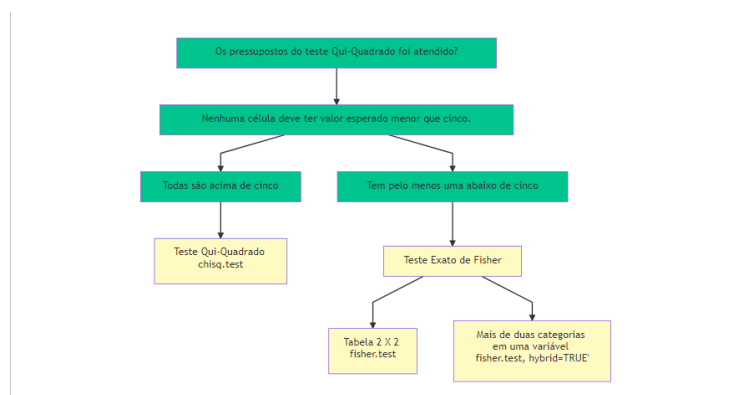 Os pressupostos do teste Qui-Quadrado foi atendido?
Nenhuma célula deve ter valor esperado menor que cinco.
Todas são acima de cinco
Tem pelo menos uma abaixo de cinco
Teste Qui-Quadrado
chisq.test
Teste Exato de Fisher
Tabela 2 X 2
fisher.test
Mais de duas categorias
em uma variável
fisher.test, hybrid=TRUE'